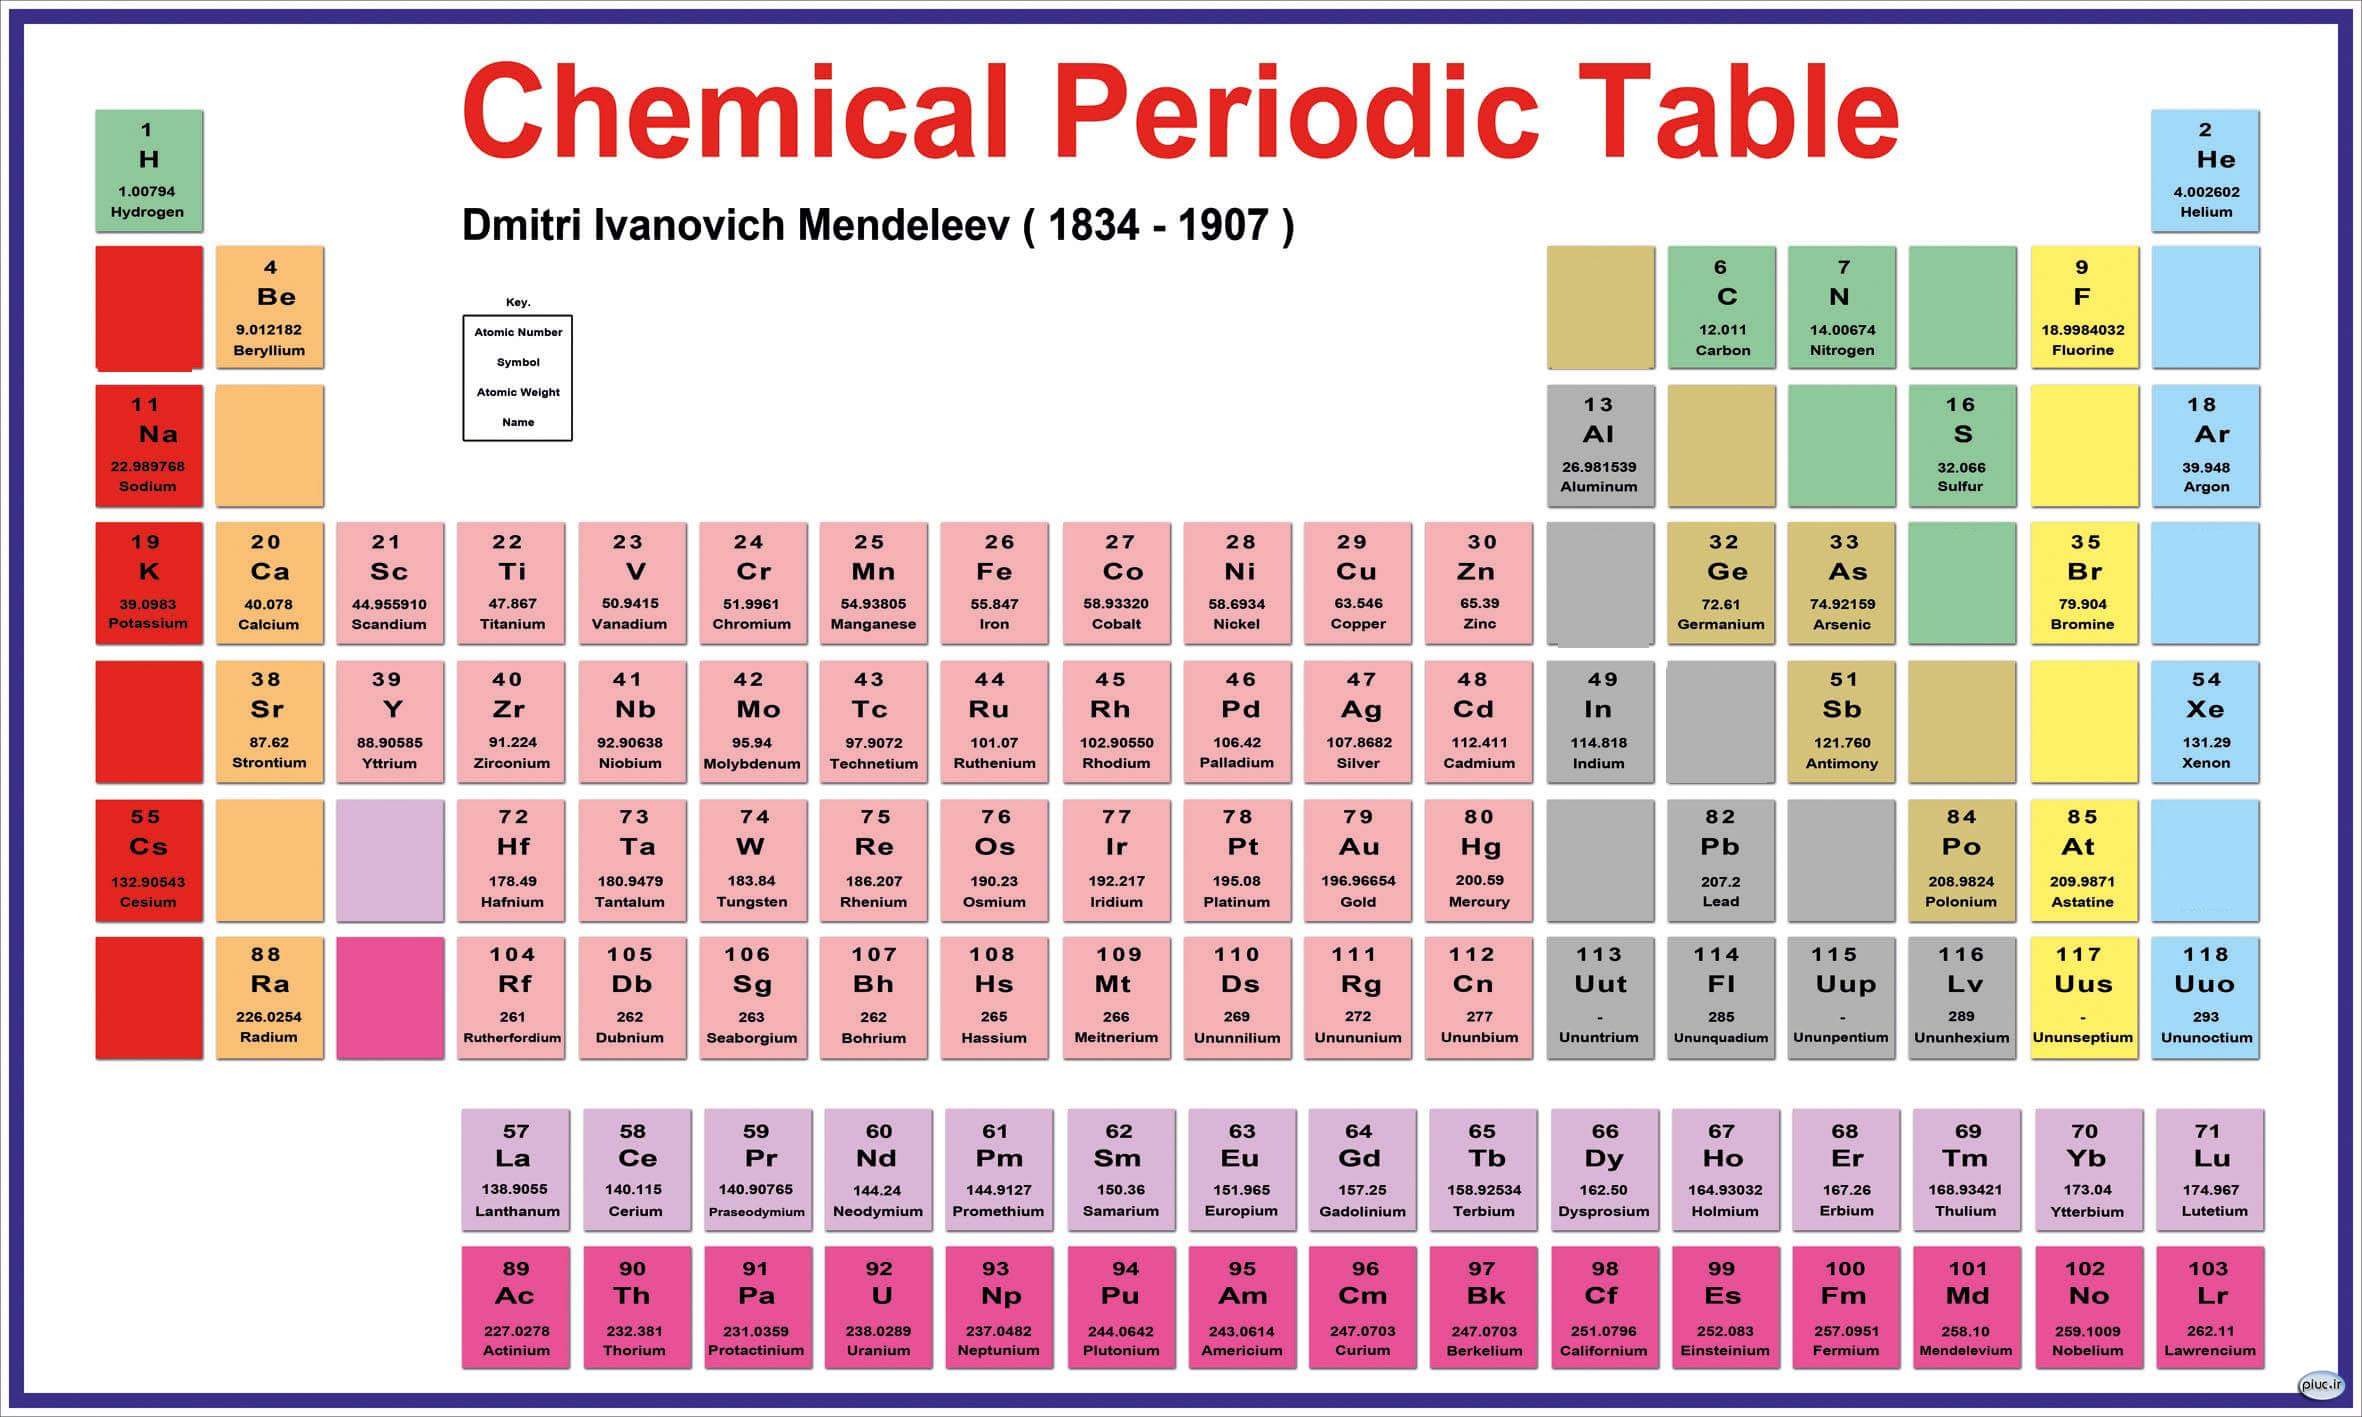 Chemical Periodic Table
Dmitri Ivanovich Mendeleev ( 1834 - 1907 )
Key.
Atomic Number
Symbol
Atomic Weight
Name
1
H
1.00794
Hydrogen
2
He
4.002602
Helium
4
Be
9.012182
Beryllium
6
C
12.011
Carbon
7
N
14.00674
Nitrogen
9
F
18.9984032
Fluorine
11
Na
22.989768
Sodium
13
Al
26.981539
Aluminum
16
S
32.066
Sulfur
18
Ar
39.948
Argon
19
K
39.0983
Potassium
20
Ca
40.078
Calcium
21
Sc
44.955910
Scandium
22
Ti
47.867
Titanium
23
V
50.9415
Vanadium
24
Cr
51.9961
Chromium
25
Mn
54.93805
Manganese
26
Fe
55.847
Iron
27
Co
58.93320
Cobalt
28
Ni
58.6934
Nickel
29
Cu
63.546
Copper
30
Zn
65.39
Zinc
32
Ge
72.61
Germanium
33
As
74.92159
Arsenic
35
Br
79.904
Bromine
38
Sr
87.62
Strontium
39
Y
88.90585
Yttrium
40
Zr
91.224
Zirconium
41
Nb
92.90638
Niobium
42
Mo
95.94
Molybdenum
43
Tc
97.9072
Technetium
44
Ru
101.07
Ruthenium
45
Rh
102.90550
Rhodium
46
Pd
106.42
Palladium
47
Ag
107.8682
Silver
48
Cd
112.411
Cadmium
49
In
114.818
Indium
51
Sb
121.760
Antimony
54
Xe
131.29
Xenon
55
Cs
132.90543
Cesium
72
Hf
178.49
Hafnium
73
Ta
180.9479
Tantalum
74
W
183.84
Tungsten
75
Re
186.207
Rhenium
76
Os
190.23
Osmium
77
Ir
192.217
Iridium
78
Pt
195.08
Platinum
79
Au
196.96654
Gold
80
Hg
200.59
Mercury
82
Pb
207.2
Lead
84
Po
208.9824
Polonium
85
At
209.9871
Astatine
88
Ra
226.0254
Radium
104
Rf
261
Rutherfordium
105
Db
262
Dubnium
106
Sg
263
Seaborgium
107
Bh
262
Bohrium
108
Hs
265
Hassium
109
Mt
266
Meitnerium
110
Ds
269
Ununnilium
111
Rg
272
Unununium
112
Cn
277
Ununbium
113
Uut
-
Ununtrium
114
Fl
285
Ununquadium
115
Uup
-
Ununpentium
116
Lv
289
Ununhexium
117
Uus
-
Ununseptium
118
Uuo
293
Ununoctium
57
La
138.9055
Lanthanum
58
Ce
140.115
Cerium
59
Pr
140.90765
Praseodymium
60
Nd
144.24
Neodymium
61
Pm
144.9127
Promethium
62
Sm
150.36
Samarium
63
Eu
151.965
Europium
64
Gd
157.25
Gadolinium
65
Tb
158.92534
Terbium
66
Dy
162.50
Dysprosium
67
Ho
164.93032
Holmium
68
Er
167.26
Erbium
69
Tm
168.93421
Thulium
70
Yb
173.04
Ytterbium
71
Lu
174.967
Lutetium
89
Ac
227.0278
Actinium
90
Th
232.381
Thorium
91
Pa
231.0359
Protactinium
92
U
238.0289
Uranium
93
Np
237.0482
Neptunium
94
Pu
244.0642
Plutonium
95
Am
243.0614
Americium
96
Cm
247.0703
Curium
97
Bk
247.0703
Berkelium
98
Cf
251.0796
Californium
99
Es
252.083
Einsteinium
100
Fm
257.0951
Fermium
101
Md
258.10
Mendelevium
102
No
259.1009
Nobelium
103
Lr
262.11
Lawrencium
piuc.ir